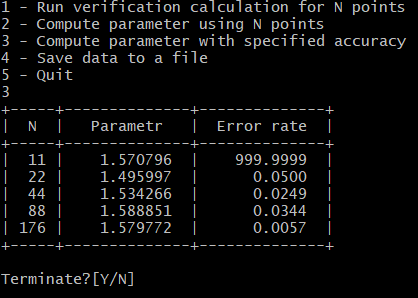 1 - Run verification calculation for N points
2 - Compute parameter using N points
3 - Compute parameter with specified accuracy
4 - Save data to a file
5 - Quit
3
+-----+---------------+--------------+
|  N  |   Parametr    |  Error rate  |
+-----+---------------+--------------+
|  11 |    1.570796   |    999.9999  |
|  22 |    1.495997   |      0.0500  |
|  44 |    1.534266   |      0.0249  |
|  88 |    1.588851   |      0.0344  |
| 176 |    1.579772   |      0.0057  |
+-----+---------------+--------------+
Terminate?[Y/N]